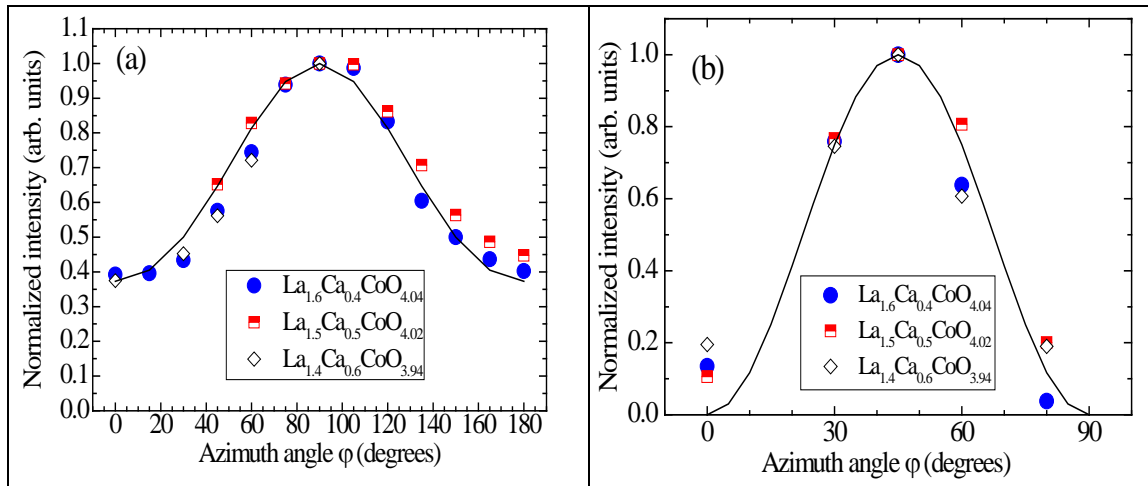 (a)
Normalized intensity (arb. units)
1.1
1.0
0.9
0.8
0.7
0.6
0.5
0.4
0.3
0.2
0.1
0.0
La1.6Ca0.4CoO4.04
La1.5Ca0.5CoO4.02
La1.4Ca0.6CoO3.94
0 20 40 60 80 100 120 140 160 180
Azimuth angle φ (degrees)
(b)
Normalized intensity (arb. units)
1.0
0.8
0.6
0.4
0.2
0.0
La1.6Ca0.4CoO4.04
La1.5Ca0.5CoO4.02
La1.4Ca0.6CoO3.94
0 30 60 90
Azimuth angle φ (degrees)